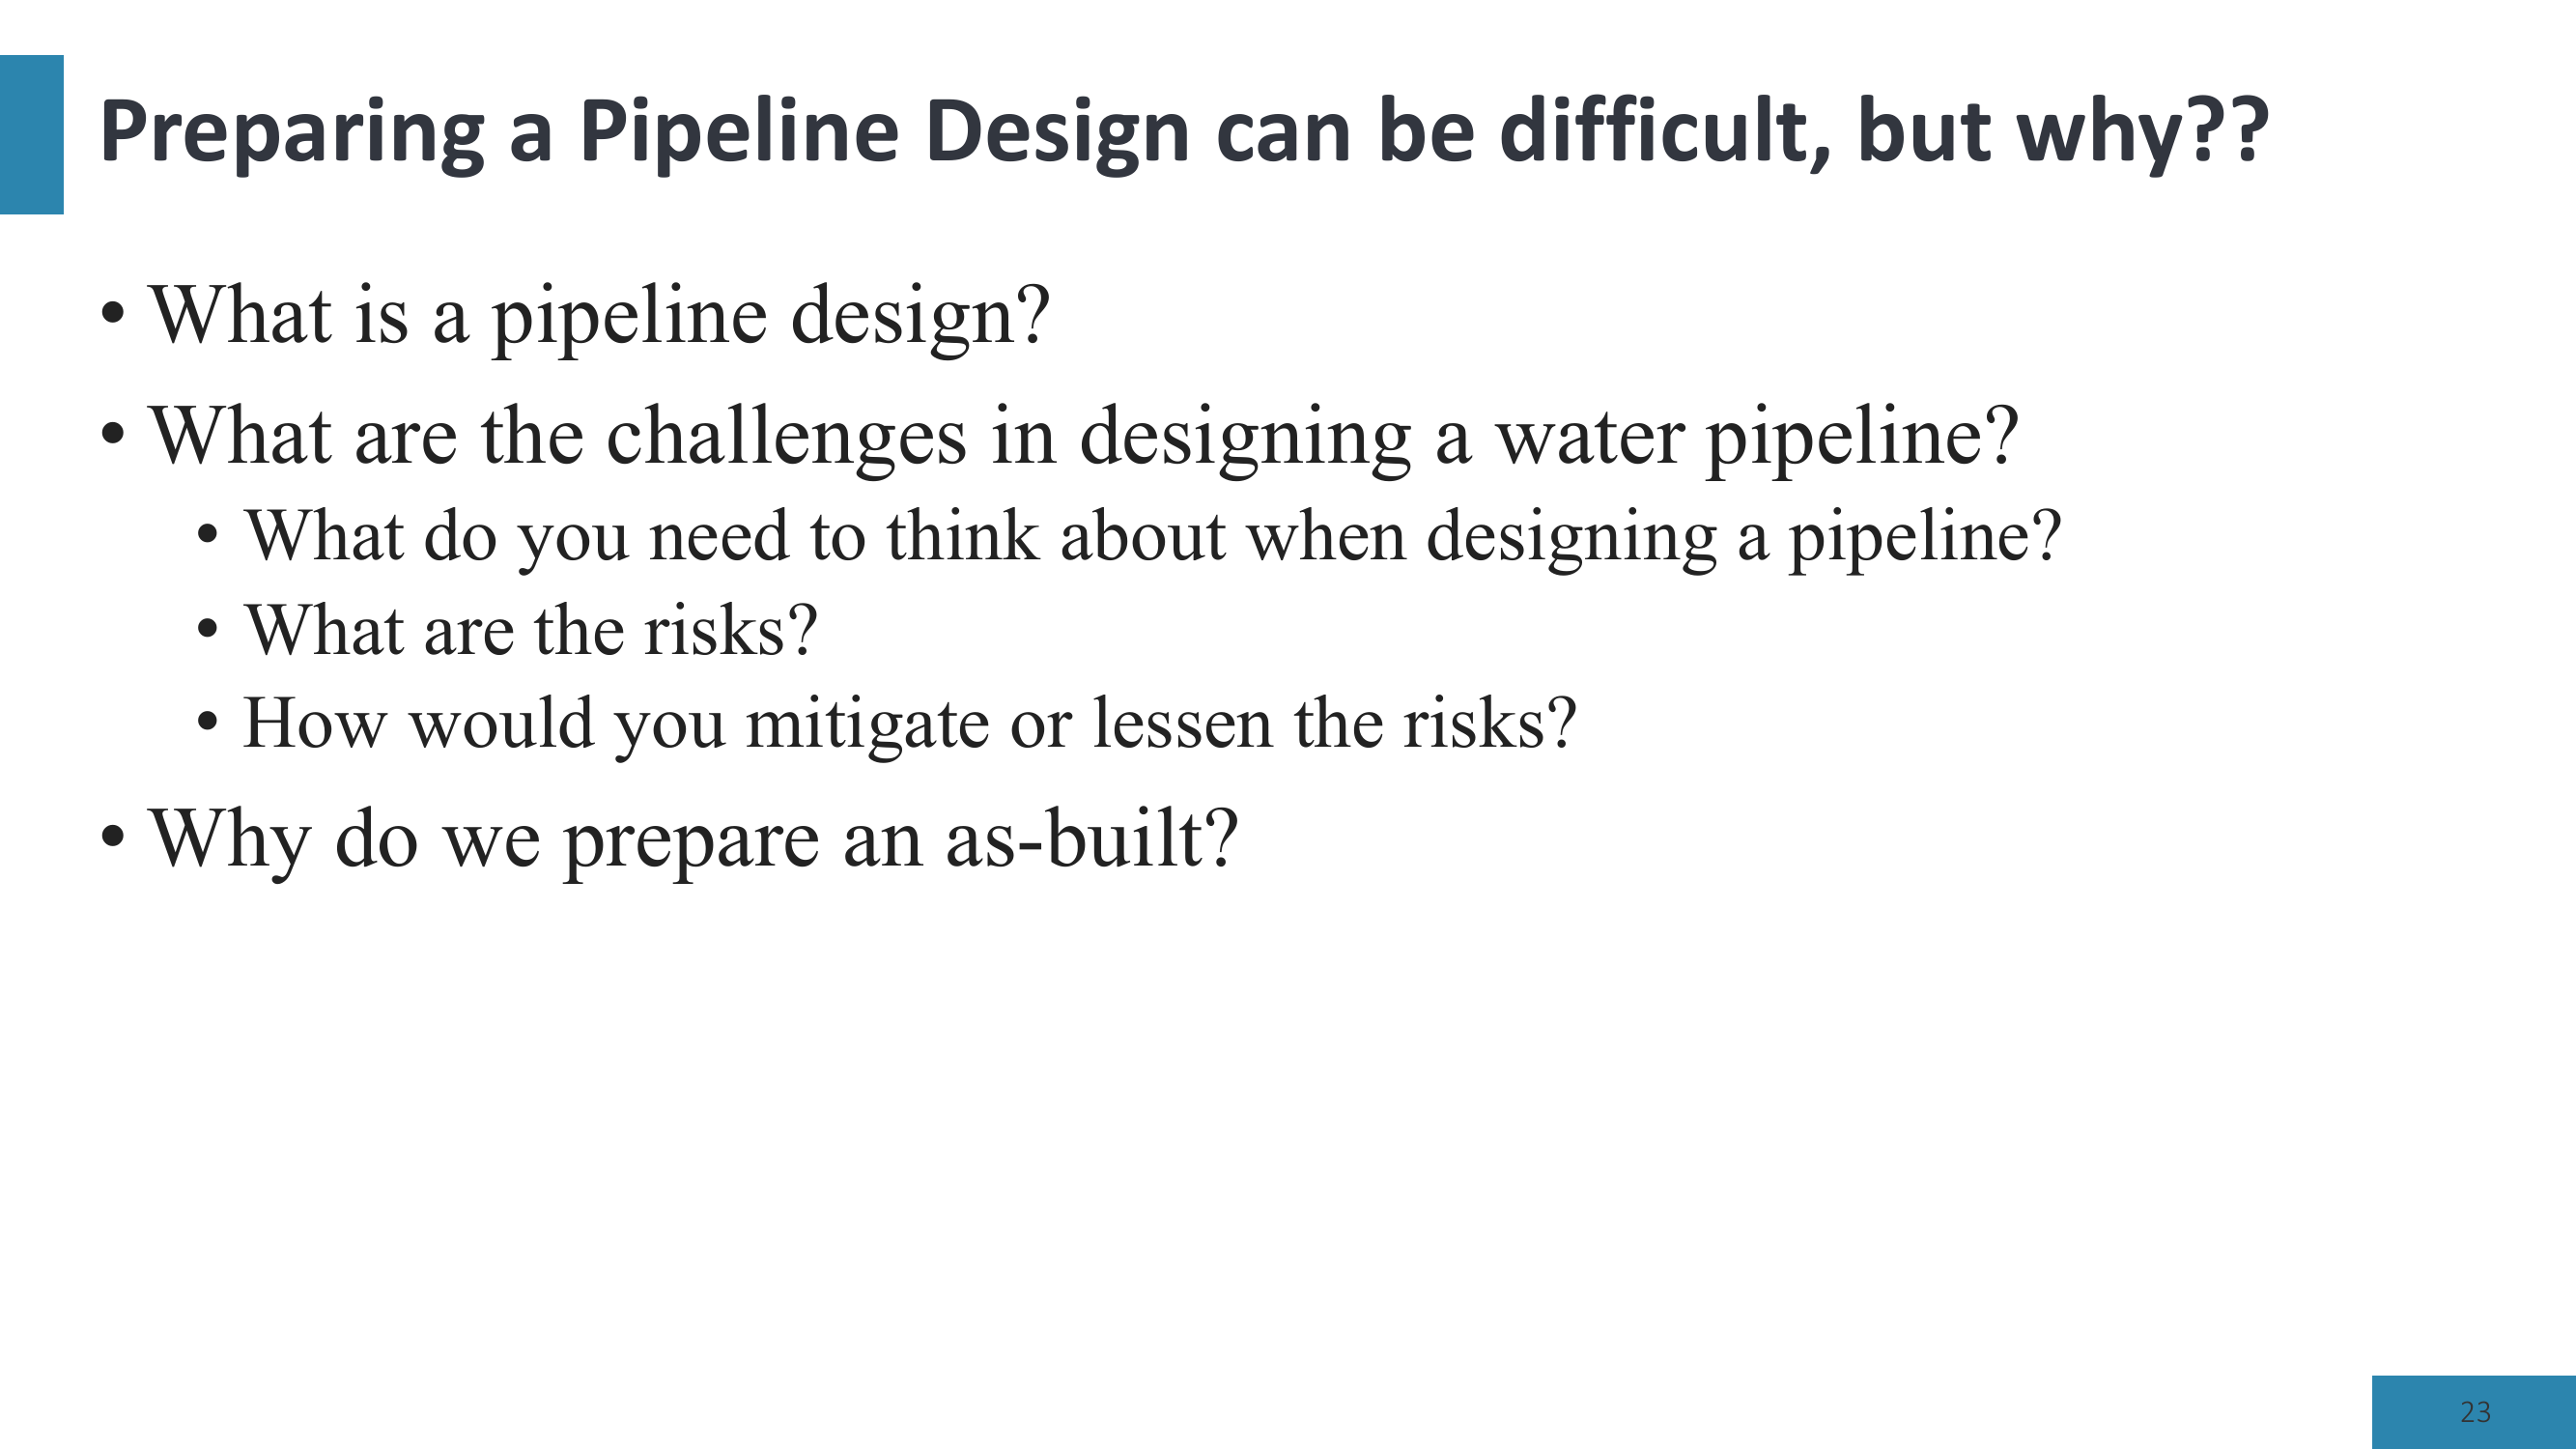 Preparing a Pipeline Design can be difficult, but why??
• What is a pipeline design?
• What are the challenges in designing a water pipeline?
• What do you need to think about when designing a pipeline?
• What are the risks?
• How would you mitigate or lessen the risks?
• Why do we prepare an as-built?
23